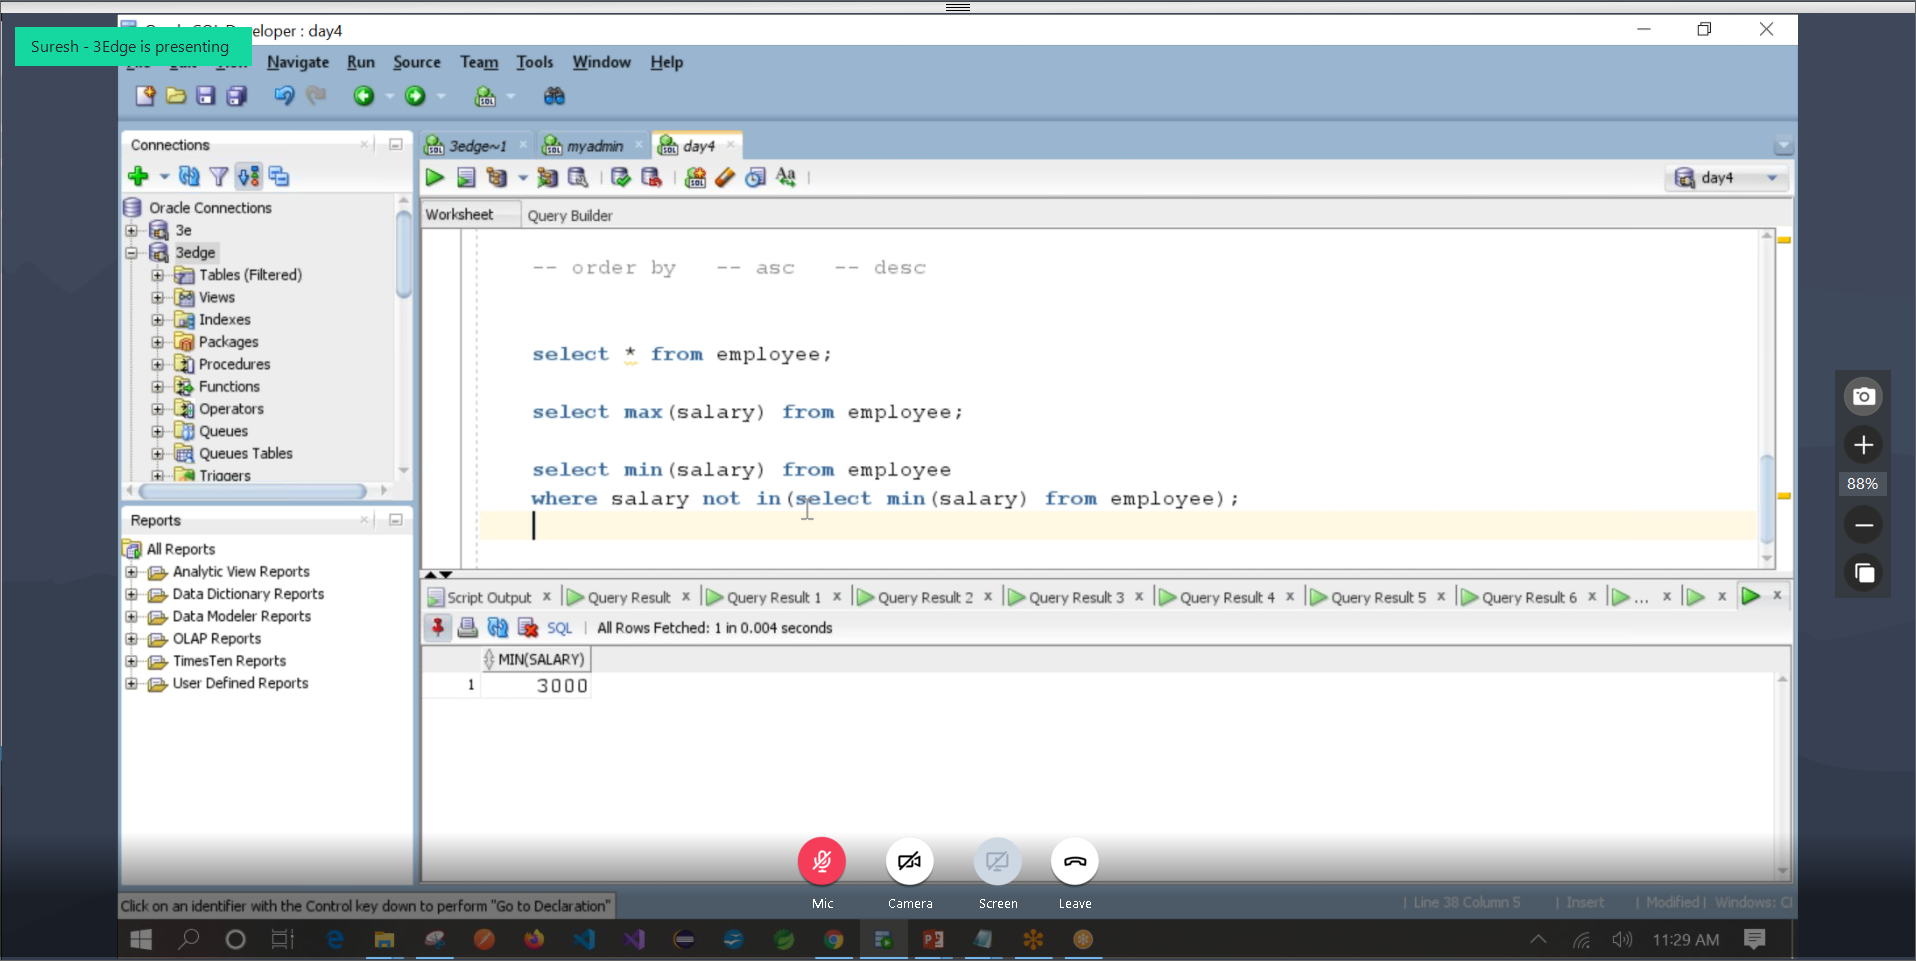 Oracle SQL Developer : day4
Suresh - 3Edge is presenting
Navigate Run Source Team Tools Window Help
Connections
3edge~1
myadmin
day4
day4
Worksheet
Query Builder
Oracle Connections
3e
3edge
Tables (Filtered)
Views
Indexes
Packages
Procedures
Functions
Operators
Queues
Queues Tables
Triggers
-- order by -- asc -- desc
select * from employee;
select max(salary) from employee;
select min(salary) from employee
where salary not in(select min(salary) from employee);
88%
Reports
All Reports
Analytic View Reports
Data Dictionary Reports
Data Modeler Reports
OLAP Reports
TimesTen Reports
User Defined Reports
Script Output x Query Result x Query Result 1 x Query Result 2 x Query Result 3 x Query Result 4 x Query Result 5 x Query Result 6 x ... x x x
SQL | All Rows Fetched: 1 in 0.004 seconds
MIN(SALARY)
1 3000
Mic Camera Screen Leave
Click on an identifier with the Control key down to perform "Go to Declaration"
| Line 38 Column 5 | Insert | Modified | Windows: Cl
11:29 AM